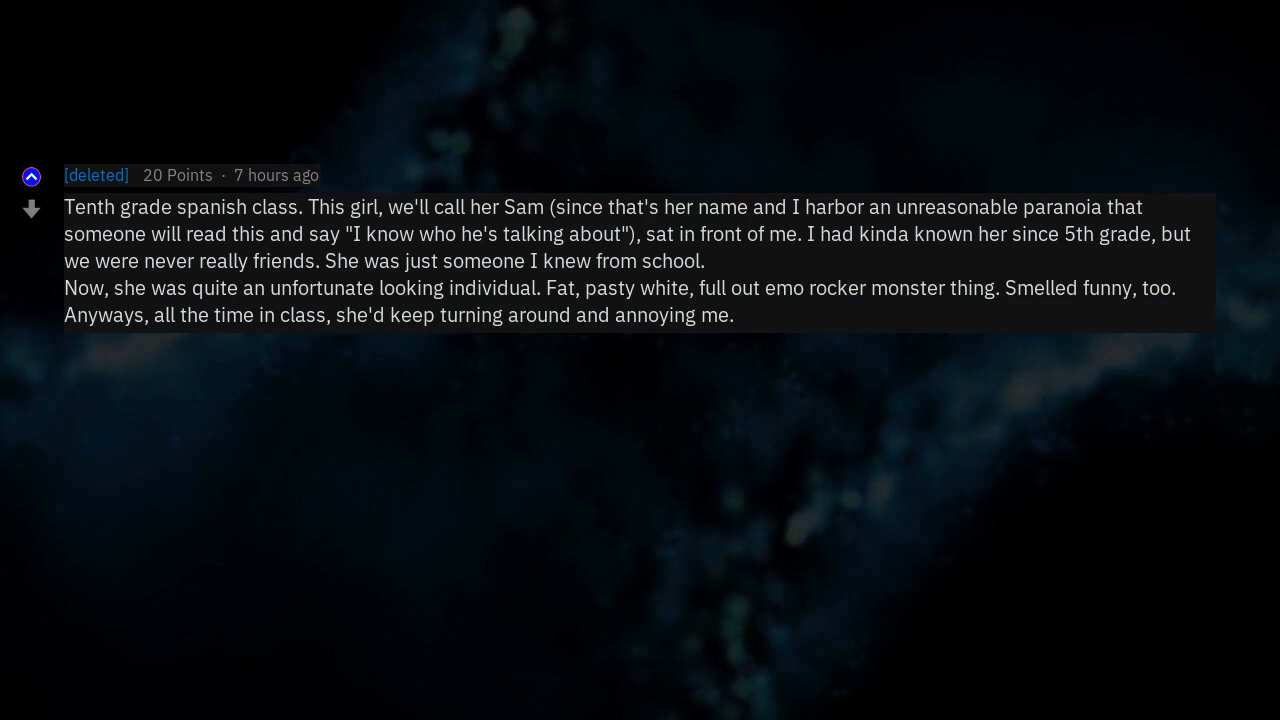 [deleted] 20 Points · 7 hours ago
Tenth grade spanish class. This girl, we'll call her Sam (since that's her name and I harbor an unreasonable paranoia that
someone will read this and say "I know who he's talking about"), sat in front of me. I had kinda known her since 5th grade, but
we were never really friends. She was just someone I knew from school.
Now, she was quite an unfortunate looking individual. Fat, pasty white, full out emo rocker monster thing. Smelled funny, too.
Anyways, all the time in class, she'd keep turning around and annoying me.